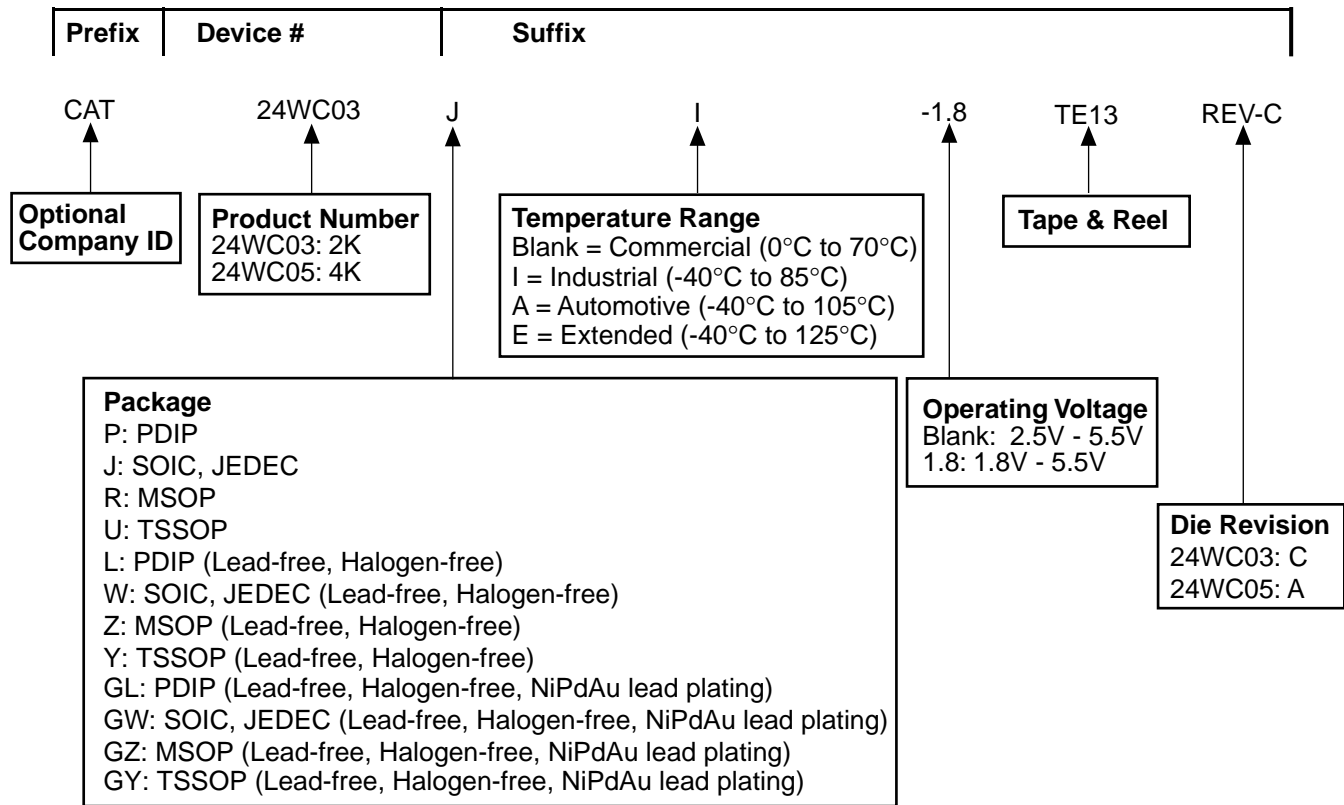 Prefix Device # Suffix
CAT 24WC03 J I -1.8 TE13 REV-C
Optional
Company ID
Product Number
24WC03: 2K
24WC05: 4K
Temperature Range
Blank = Commercial (0°C to 70°C)
I = Industrial (-40°C to 85°C)
A = Automotive (-40°C to 105°C)
E = Extended (-40°C to 125°C)
Tape & Reel
Package
P: PDIP
J: SOIC, JEDEC
R: MSOP
U: TSSOP
L: PDIP (Lead-free, Halogen-free)
W: SOIC, JEDEC (Lead-free, Halogen-free)
Z: MSOP (Lead-free, Halogen-free)
Y: TSSOP (Lead-free, Halogen-free)
GL: PDIP (Lead-free, Halogen-free, NiPdAu lead plating)
GW: SOIC, JEDEC (Lead-free, Halogen-free, NiPdAu lead plating)
GZ: MSOP (Lead-free, Halogen-free, NiPdAu lead plating)
GY: TSSOP (Lead-free, Halogen-free, NiPdAu lead plating)
Operating Voltage
Blank: 2.5V - 5.5V
1.8: 1.8V - 5.5V
Die Revision
24WC03: C
24WC05: A